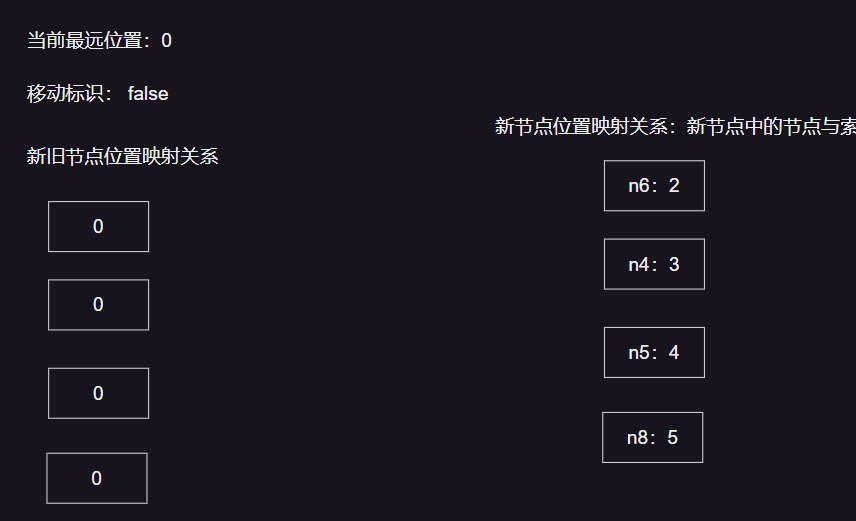 当前最远位置：0
移动标识： false
新节点位置映射关系：新节点中的节点与索
新旧节点位置映射关系
n6：2
0
n4：3
0
n5：4
0
n8：5
0